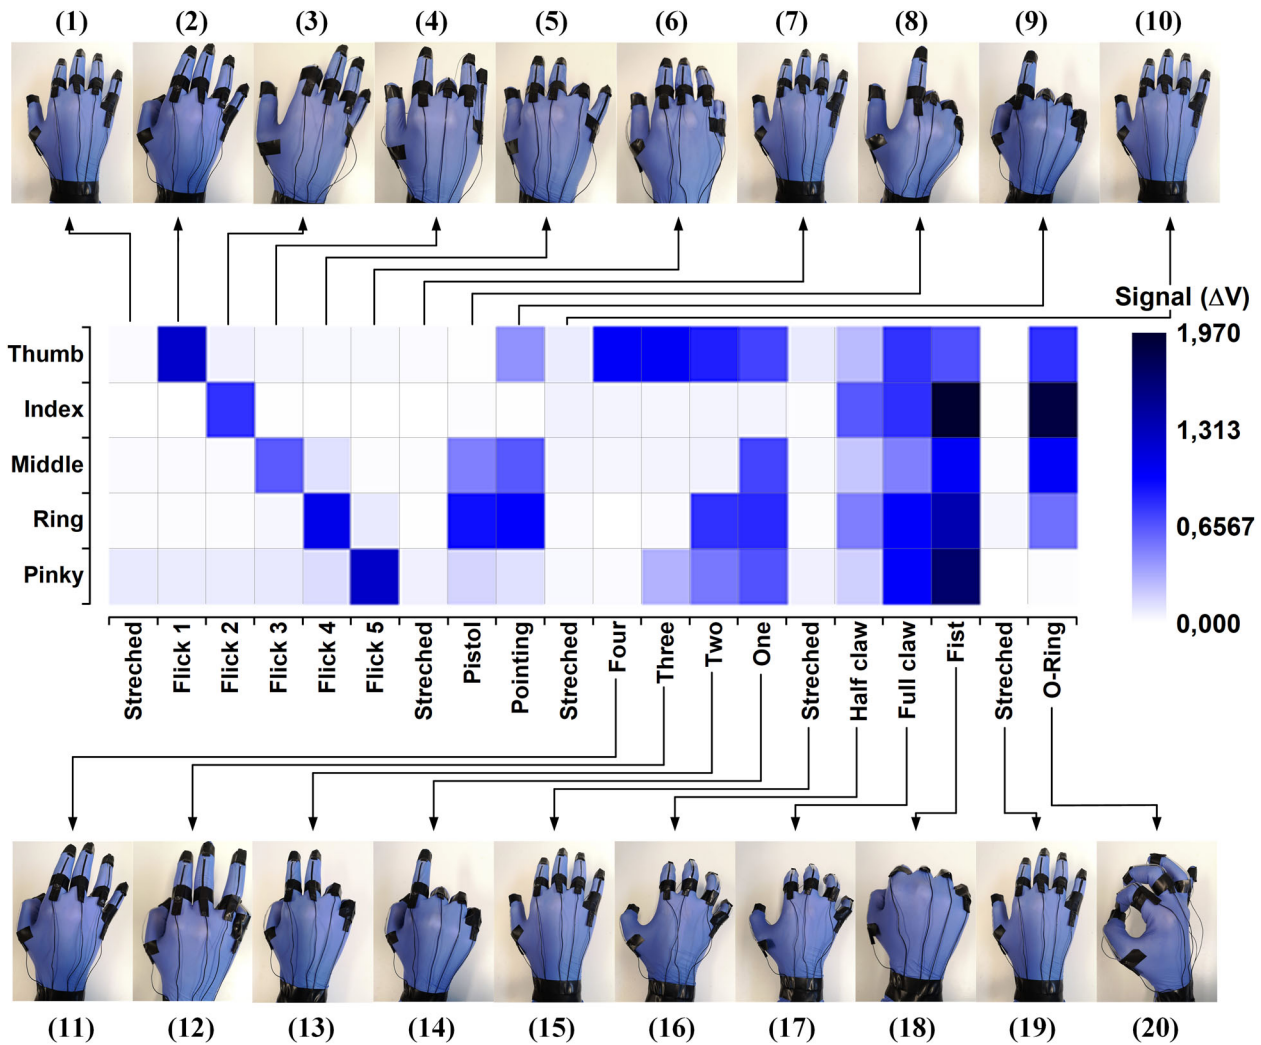 (1) (2) (3) (4) (5) (6) (7) (8) (9) (10)
Signal (ΔV)
Thumb
Index
Middle
Ring
Pinky
1,970
1,313
0,6567
0,000
Streched
Flick 1
Flick 2
Flick 3
Flick 4
Flick 5
Streched
Pistol
Pointing
Streched
Four
Three
Two
One
Streched
Half claw
Full claw
Fist
Streched
O-Ring
(11) (12) (13) (14) (15) (16) (17) (18) (19) (20)